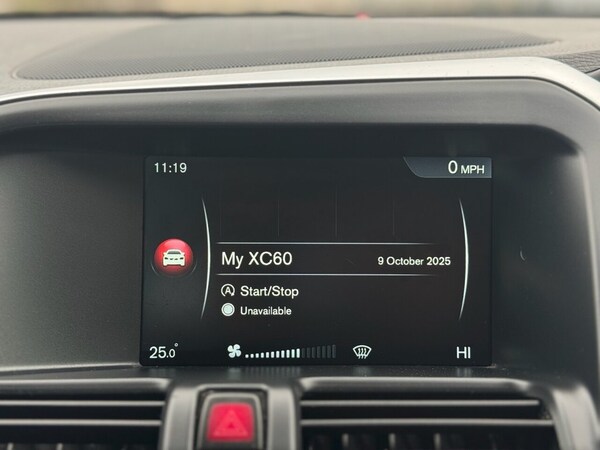 11:19
0 MPH
My XC60
9 October 2025
Start/Stop
Unavailable
25.0°
HI